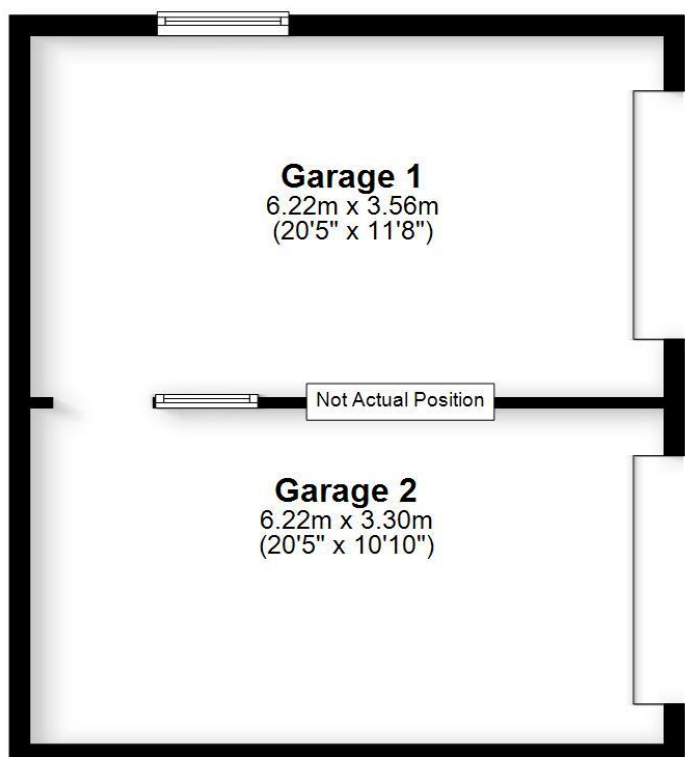 Garage 1
6.22m x 3.56m
(20'5" x 11'8")
Not Actual Position
Garage 2
6.22m x 3.30m
(20'5" x 10'10")